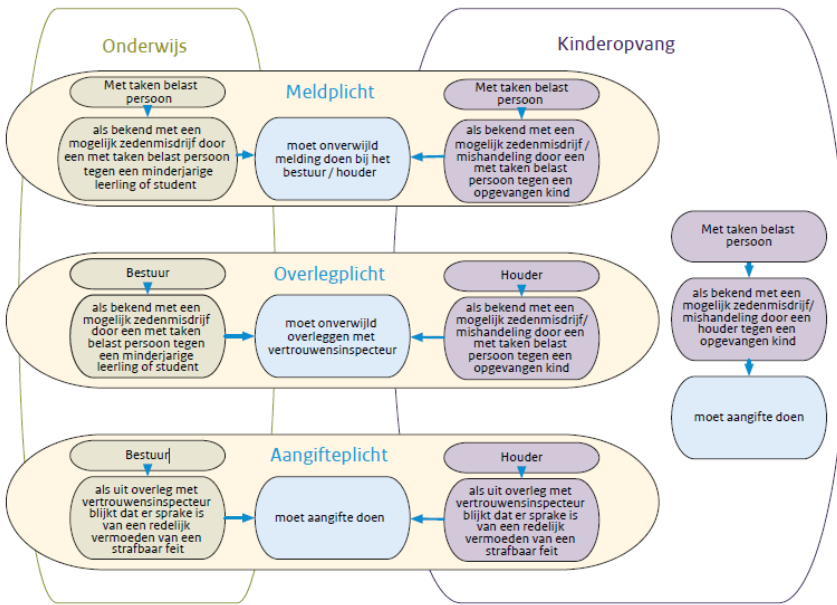 Onderwijs
Kinderopvang
Meldplicht
Met taken belast
persoon
als bekend met een
mogelijk zedenmisdrijf door
een met taken belast persoon
tegen een minderjarige
leerling of student
moet onverwijld
melding doen bij het
bestuur / houder
Met taken belast
persoon
als bekend met een
mogelijk zedenmisdrijf /
mishandeling door een
met taken belast
persoon tegen een
opgevangen kind
Overlegplicht
Bestuur
als bekend met een
mogelijk zedenmisdrijf
door een met taken
belast persoon tegen
een minderjarige
leerling of student
moet onverwijld
overleggen met
vertrouwensinspecteur
Houder
als bekend met een
mogelijk zedenmisdrijf/
mishandeling door een
met taken belast
persoon tegen een
opgevangen kind
Aangifteplicht
Bestuur
als uit overleg met
vertrouwensinspecteur
blijkt dat er sprake is
van een redelijk
vermoeden van een
strafbaar feit
moet aangifte doen
Houder
als uit overleg met
vertrouwensinspecteur
blijkt dat er sprake is
van een redelijk
vermoeden van een
strafbaar feit
Met taken belast
persoon
als bekend met een
mogelijk zedenmisdrijf/
mishandeling door een
houder tegen een
opgevangen kind
moet aangifte doen